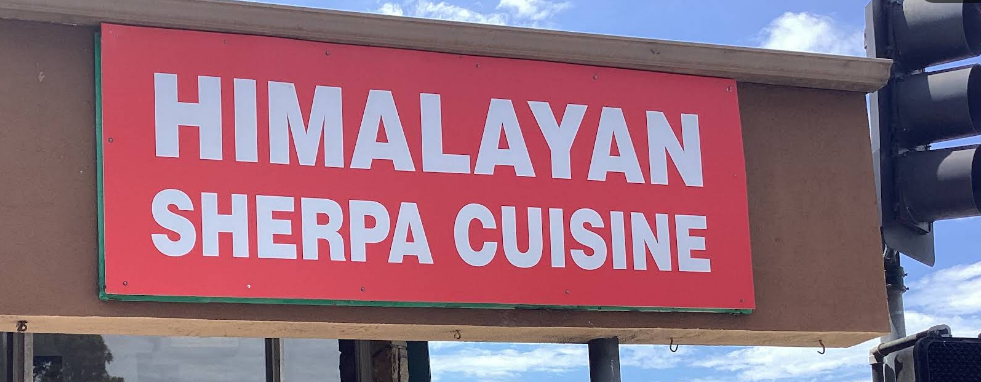 HIMALAYAN
SHERPA CUISINE